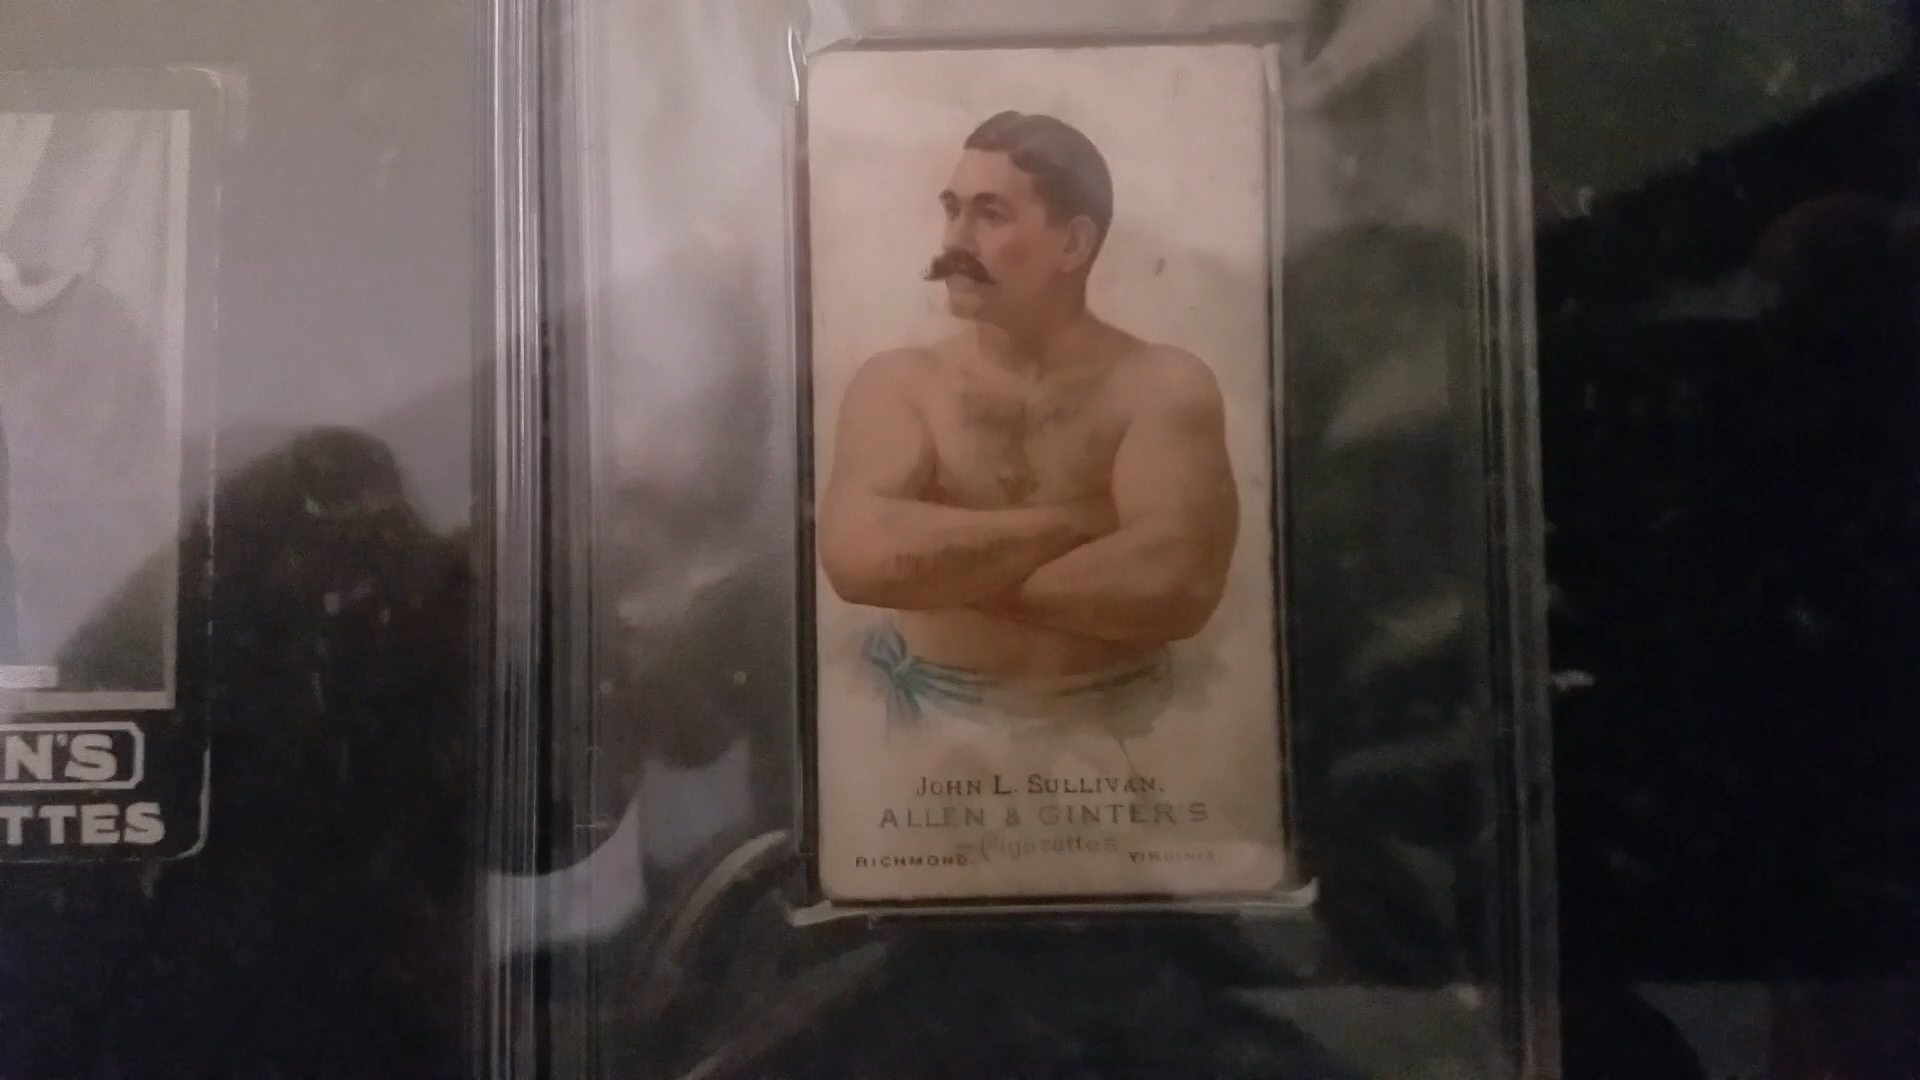 N'S
TTES
JOHN L. SULLIVAN.
ALLEN & GINTER'S
Cigarettes
RICHMOND, VIRGINIA